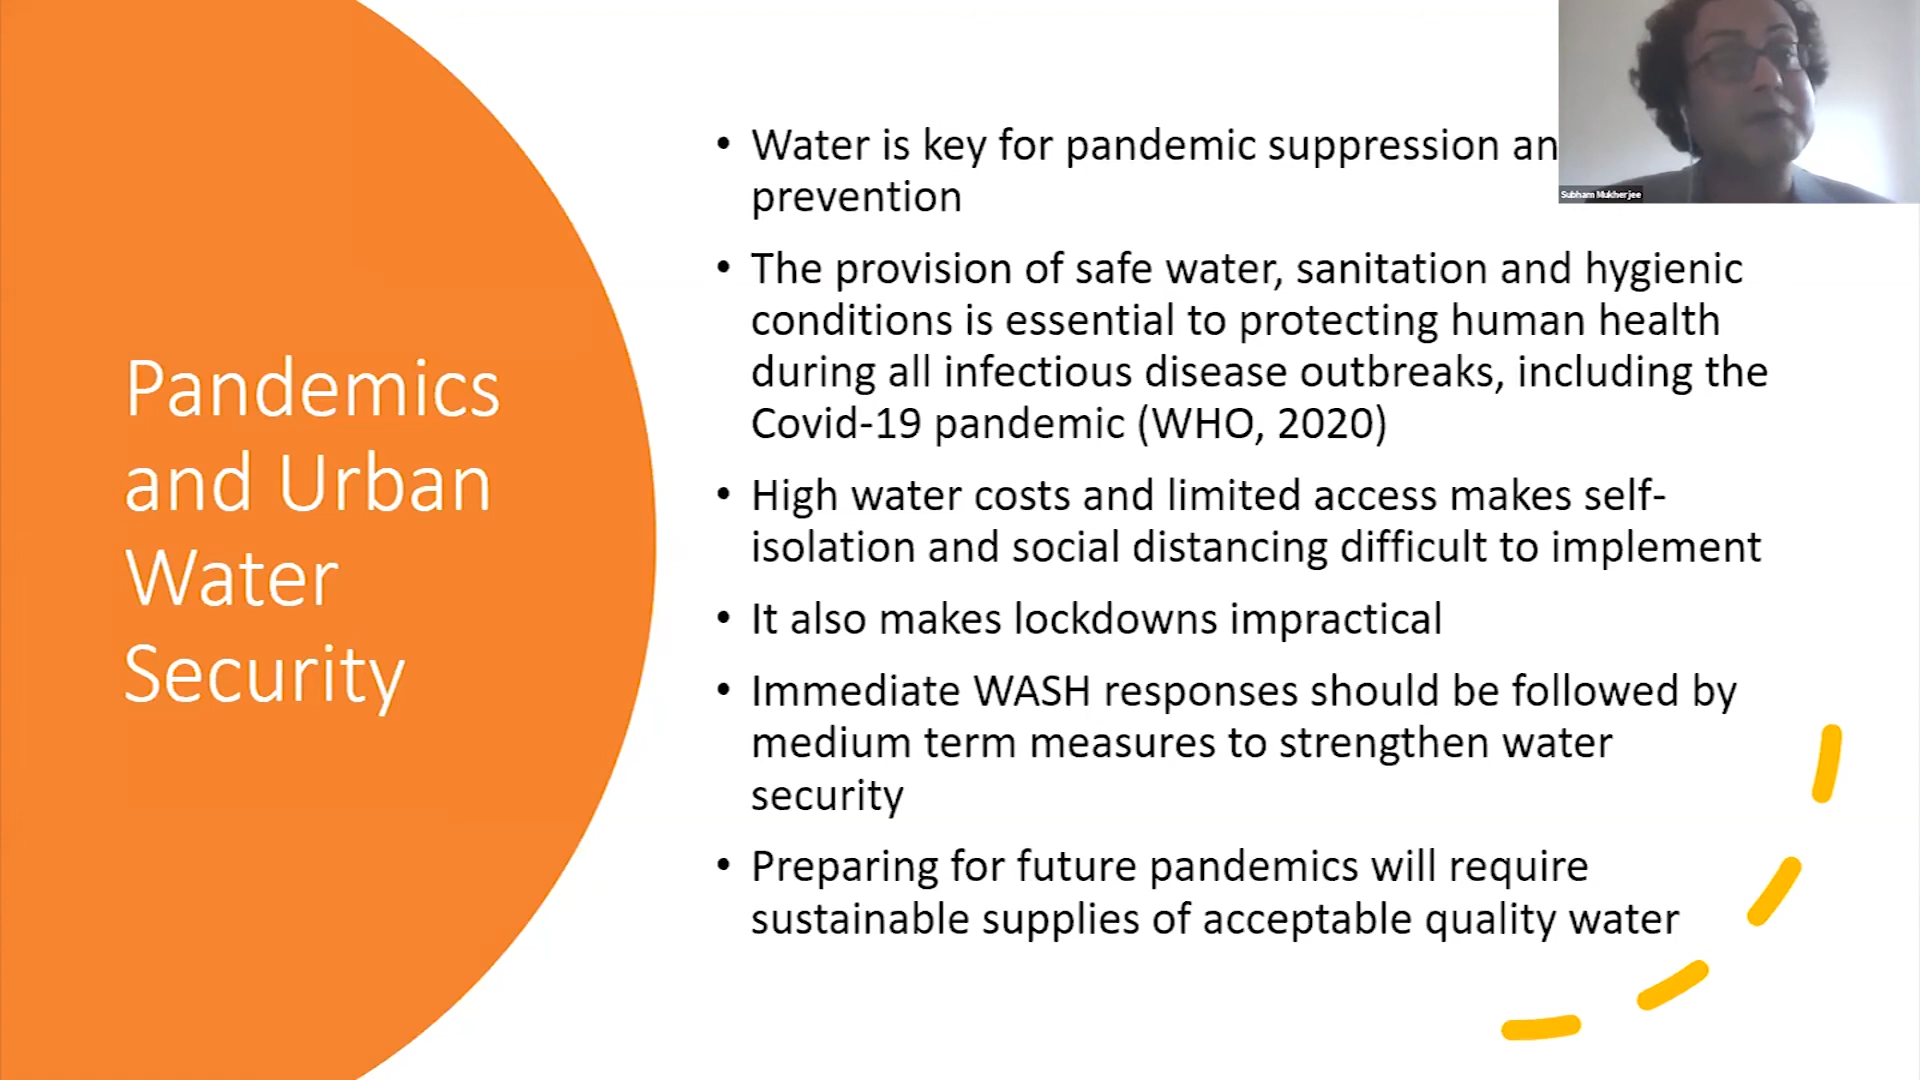 Pandemics
and Urban
Water
Security
• Water is key for pandemic suppression an
prevention
• The provision of safe water, sanitation and hygienic
conditions is essential to protecting human health
during all infectious disease outbreaks, including the
Covid-19 pandemic (WHO, 2020)
• High water costs and limited access makes self-
isolation and social distancing difficult to implement
• It also makes lockdowns impractical
• Immediate WASH responses should be followed by
medium term measures to strengthen water
security
• Preparing for future pandemics will require
sustainable supplies of acceptable quality water
Subham Mukherjee